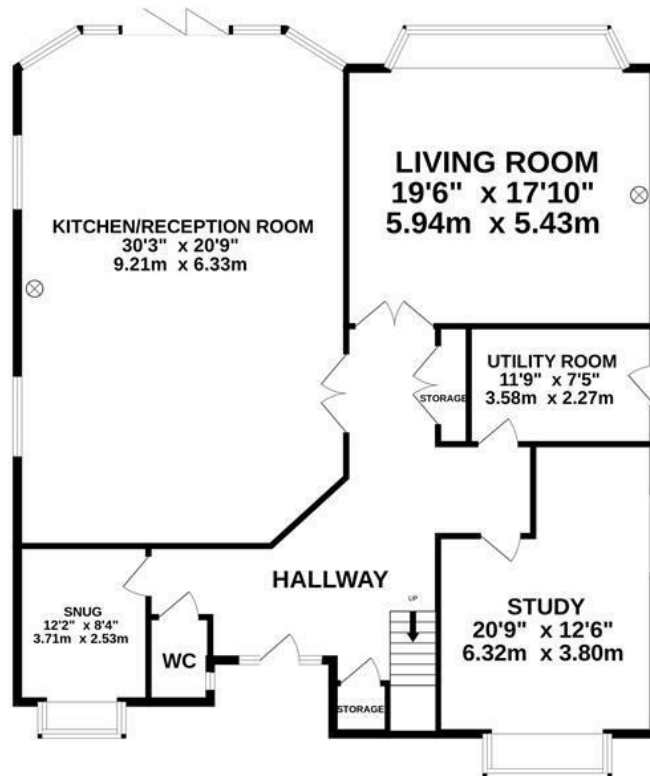 LIVING ROOM
19'6" x 17'10"
5.94m x 5.43m
KITCHEN/RECEPTION ROOM
30'3" x 20'9"
9.21m x 6.33m
UTILITY ROOM
11'9" x 7'5"
3.58m x 2.27m
STORAGE
HALLWAY
UP
SNUG
12'2" x 8'4"
3.71m x 2.53m
STUDY
20'9" x 12'6"
6.32m x 3.80m
WC
STORAGE